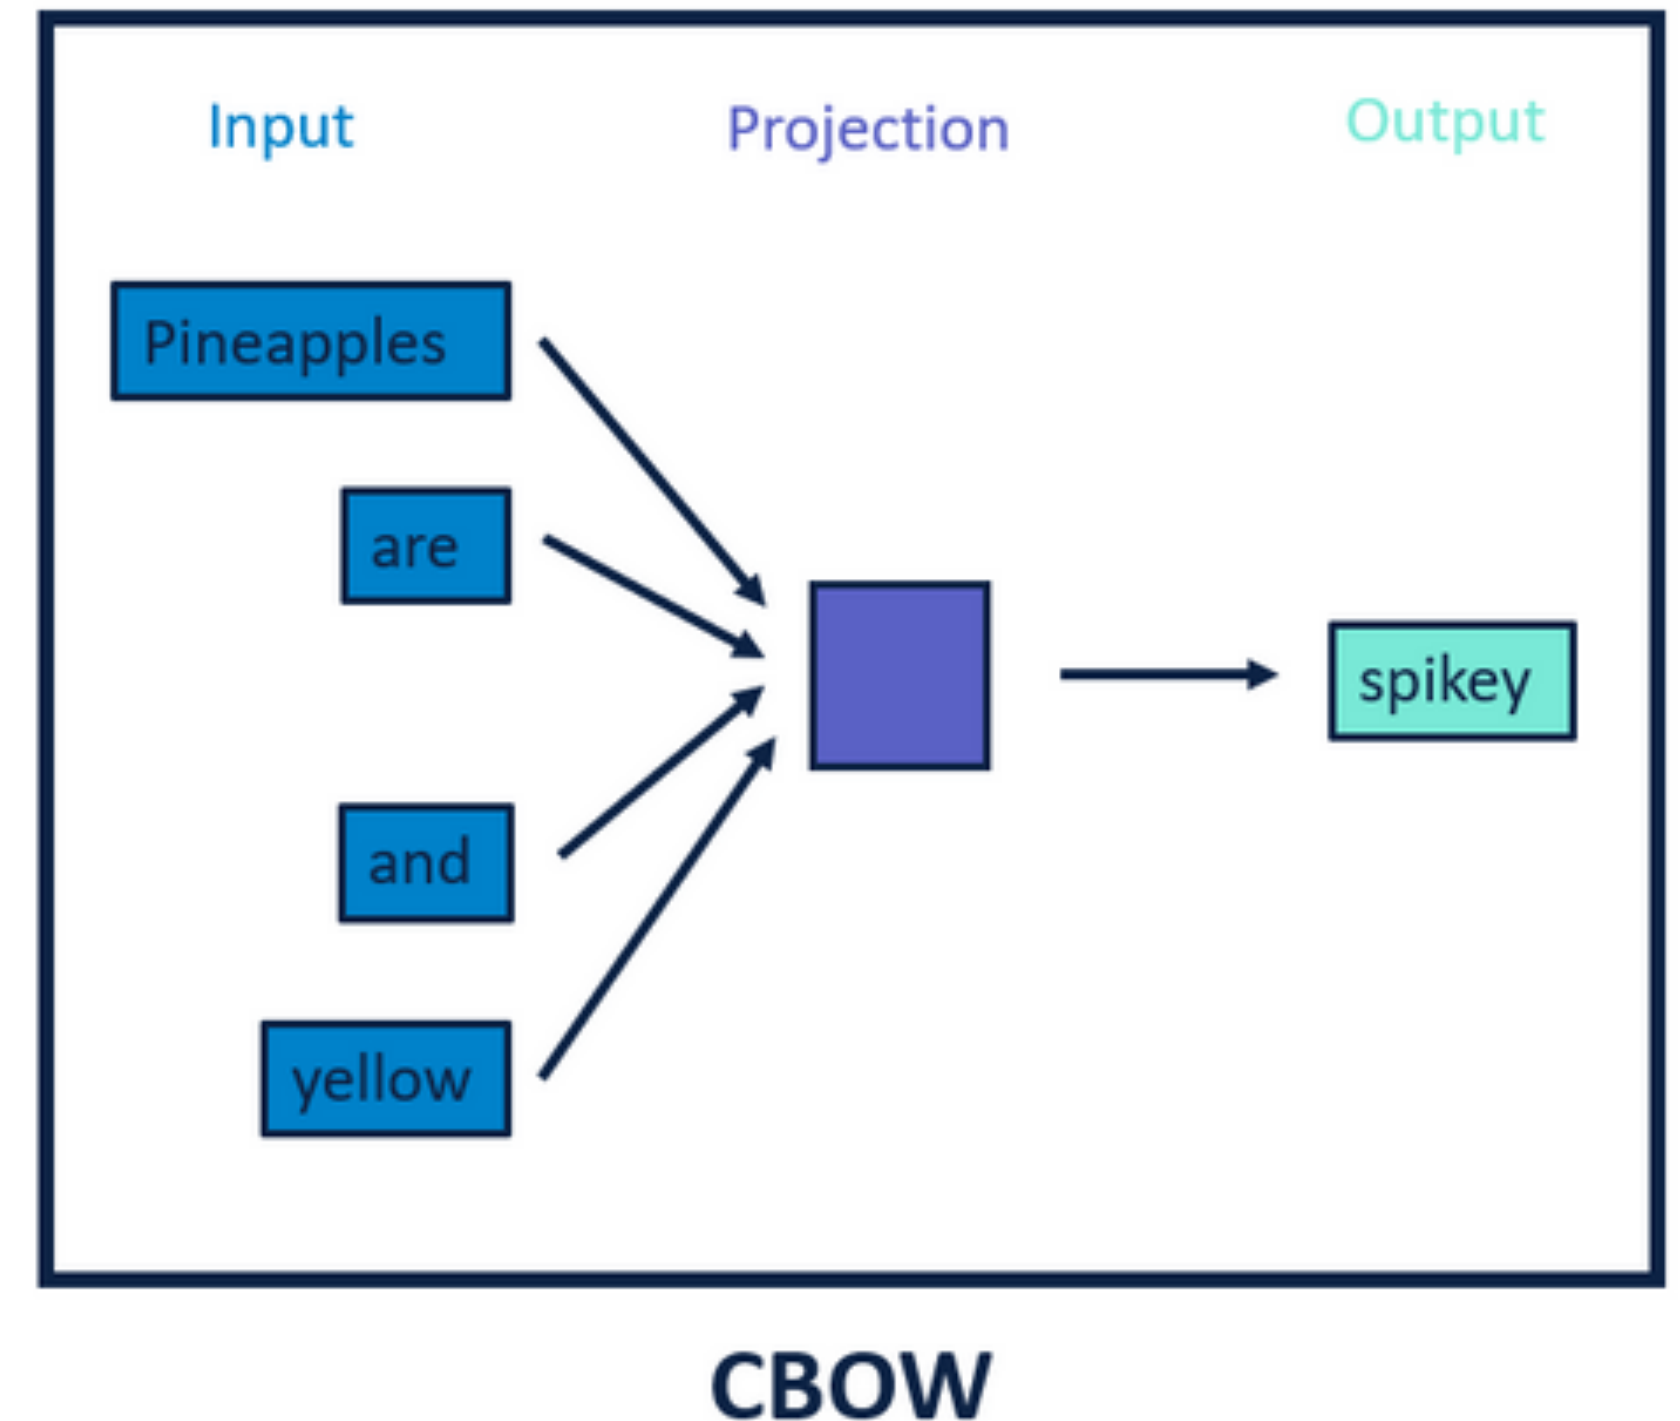 Input Projection Output
Pineapples
are
spikey
and
yellow
CBOW